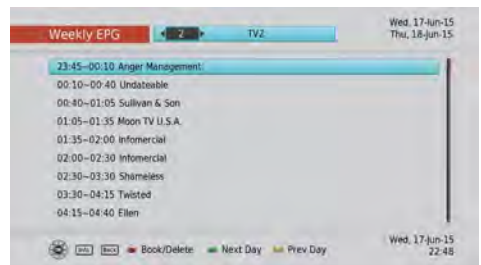 Weekly EPG
2
TV2
Wed, 17-Jun-15
Thu, 18-Jun-15
23:45~00:10 Anger Management
00:10~00:40 Undateable
00:40~01:05 Sullivan & Son
01:05~01:35 Moon TV U.S.A.
01:35~02:00 Infomercial
02:00~02:30 Infomercial
02:30~03:30 Shameless
03:30~04:15 Twisted
04:15~04:40 Ellen
BACK Book/Delete Next Day Prev Day
Wed, 17-Jun-15
22:48